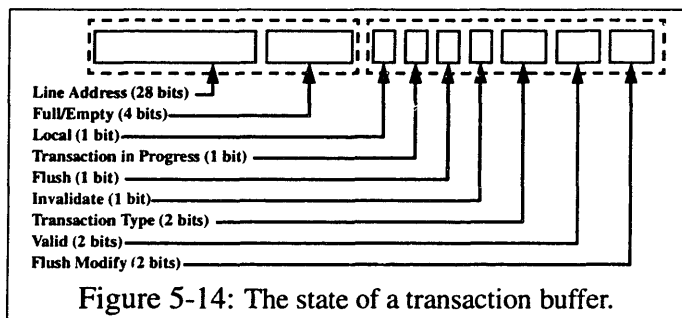 Line Address (28 bits)
Full/Empty (4 bits)
Local (1 bit)
Transaction in Progress (1 bit)
Flush (1 bit)
Invalidate (1 bit)
Transaction Type (2 bits)
Valid (2 bits)
Flush Modify (2 bits)
Figure 5-14: The state of a transaction buffer.